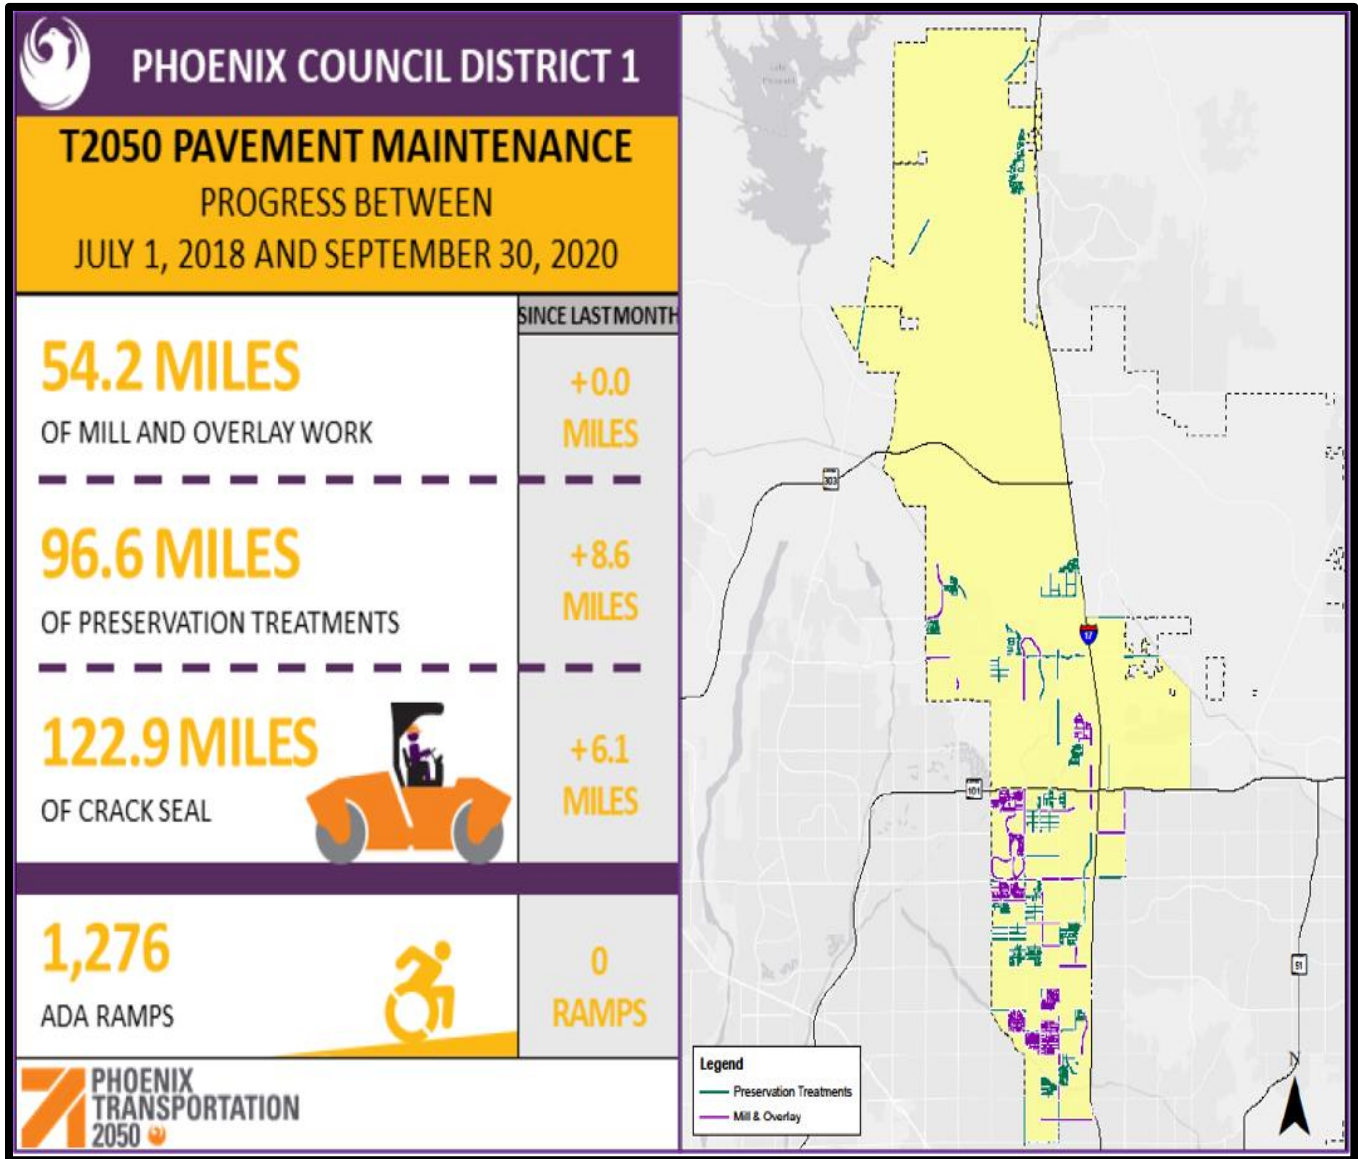 PHOENIX COUNCIL DISTRICT 1
T2050 PAVEMENT MAINTENANCE
PROGRESS BETWEEN
JULY 1, 2018 AND SEPTEMBER 30, 2020
SINCE LAST MONTH
54.2 MILES
OF MILL AND OVERLAY WORK
+0.0
MILES
96.6 MILES
OF PRESERVATION TREATMENTS
+8.6
MILES
122.9 MILES
OF CRACK SEAL
+6.1
MILES
1,276
ADA RAMPS
0
RAMPS
PHOENIX
TRANSPORTATION
2050
303
17
101
51
Legend
Preservation Treatments
Mill & Overlay
N